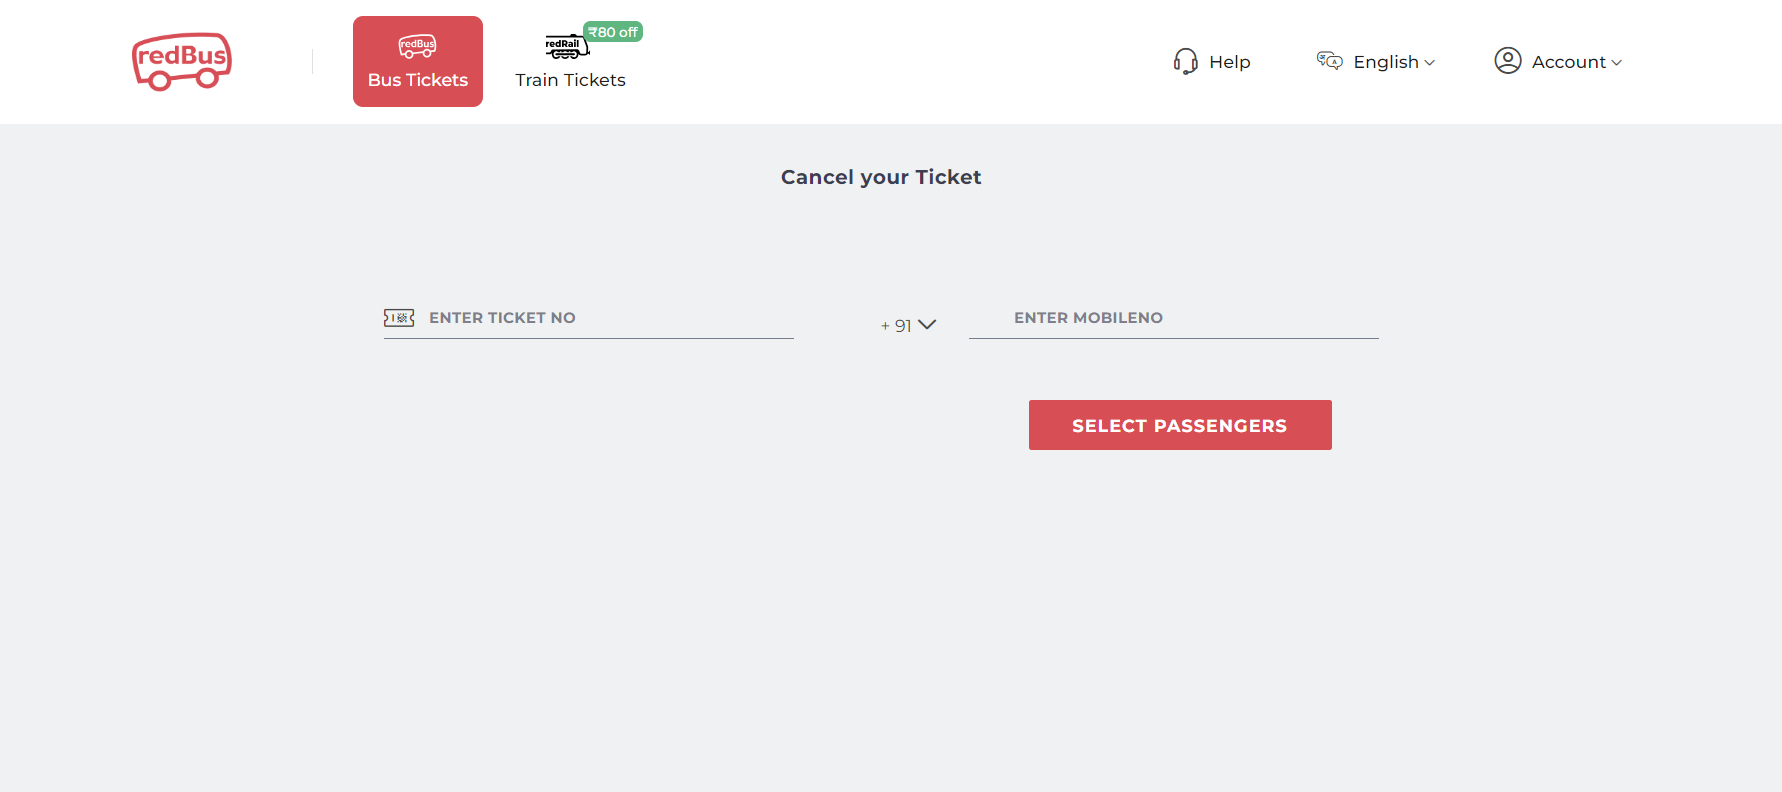 redBus
redBus
Bus Tickets
redRail
₹80 off
Train Tickets
Help
English
Account
Cancel your Ticket
ENTER TICKET NO
+ 91
ENTER MOBILENO
SELECT PASSENGERS